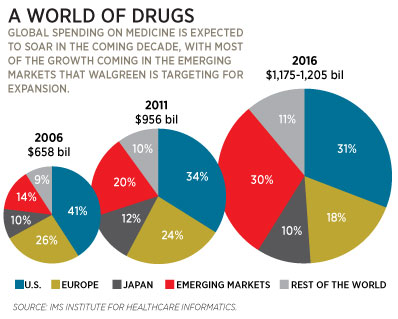 A WORLD OF DRUGS
GLOBAL SPENDING ON MEDICINE IS EXPECTED
TO SOAR IN THE COMING DECADE, WITH MOST
OF THE GROWTH COMING IN THE EMERGING
MARKETS THAT WALGREEN IS TARGETING FOR
EXPANSION.
2006
$658 bil
9%
14%
41%
10%
26%
2011
$956 bil
10%
20%
34%
12%
24%
2016
$1,175-1,205 bil
11%
31%
30%
18%
10%
U.S. EUROPE JAPAN EMERGING MARKETS REST OF THE WORLD
SOURCE: IMS INSTITUTE FOR HEALTHCARE INFORMATICS.